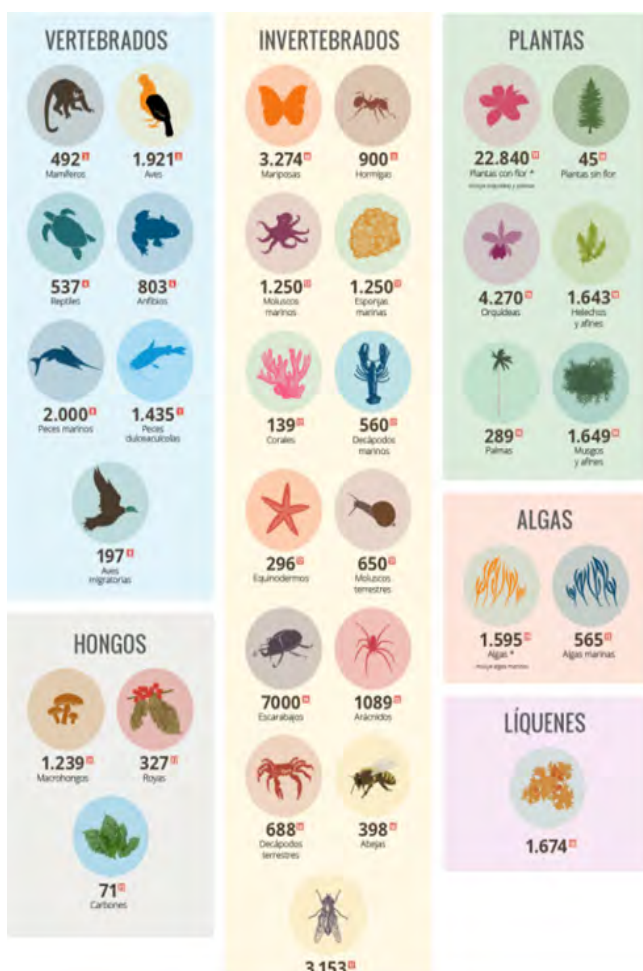 VERTEBRADOS
492
Mamíferos
1.921
Aves
537
Reptiles
803
Anfibios
2.000
Peces marinos
1.435
Peces
dulceacuícolas
197
Aves
migratorias
HONGOS
1.239
Macrohongos
327
Royas
71
Carbones
INVERTEBRADOS
3.274
Mariposas
900
Hormigas
1.250
Moluscos
marinos
1.250
Esponjas
marinas
139
Corales
560
Decápodos
marinos
296
Equinodermos
650
Moluscos
terrestres
7000
Escarabajos
1089
Arácnidos
688
Decápodos
terrestres
398
Abejas
3.153
PLANTAS
22.840
Plantas con flor *
45
Plantas sin flor
4.270
Orquídeas
1.643
Helechos
y afines
289
Palmas
1.649
Musgos
y afines
ALGAS
1.595
Algas *
incluye algas marinas
565
Algas marinas
LÍQUENES
1.674